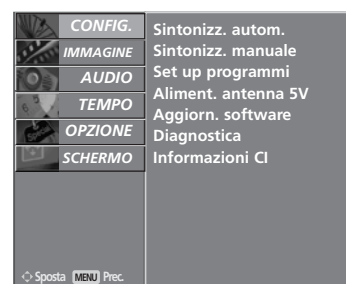 CONFIG.
IMMAGINE
AUDIO
TEMPO
OPZIONE
SCHERMO
Sintonizz. autom.
Sintonizz. manuale
Set up programmi
Aliment. antenna 5V
Aggiorn. software
Diagnostica
Informazioni CI
Sposta MENU Prec.